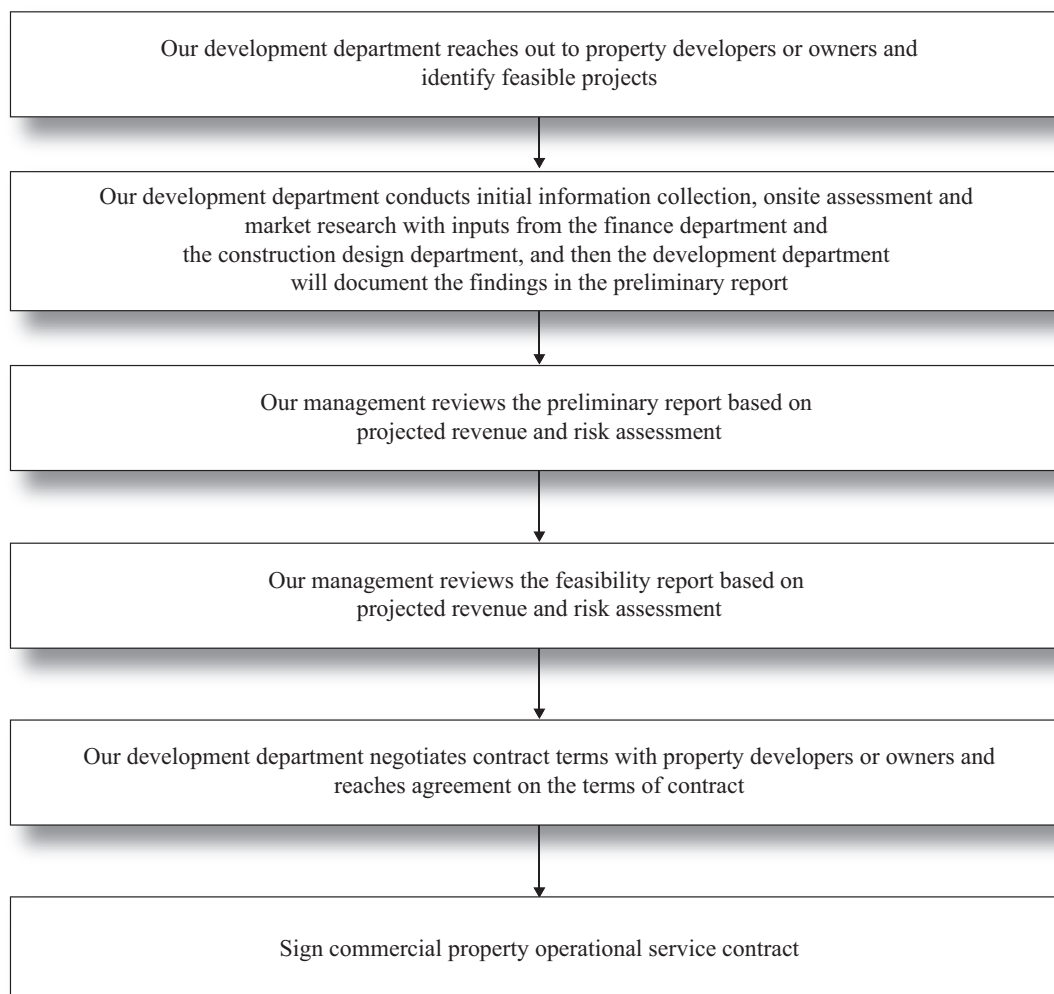 Our development department reaches out to property developers or owners and
identify feasible projects
Our development department conducts initial information collection, onsite assessment and
market research with inputs from the finance department and
the construction design department, and then the development department
will document the findings in the preliminary report
Our management reviews the preliminary report based on
projected revenue and risk assessment
Our management reviews the feasibility report based on
projected revenue and risk assessment
Our development department negotiates contract terms with property developers or owners and
reaches agreement on the terms of contract
Sign commercial property operational service contract